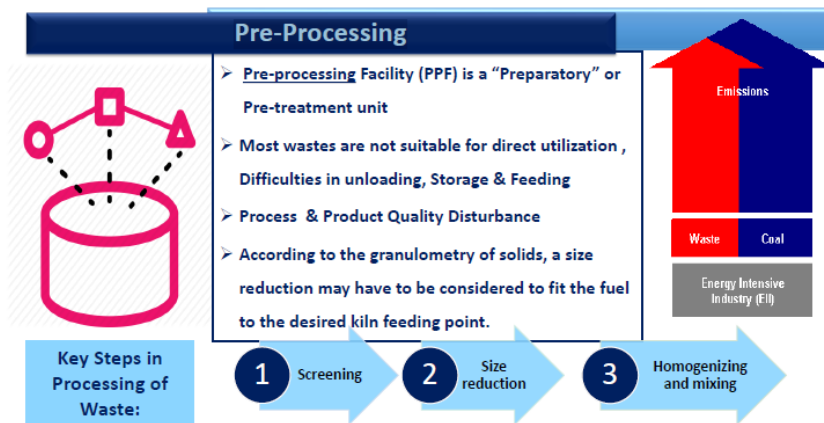 Pre-Processing
➤ Pre-processing Facility (PPF) is a “Preparatory” or
Pre-treatment unit
➤ Most wastes are not suitable for direct utilization ,
Difficulties in unloading, Storage & Feeding
➤ Process & Product Quality Disturbance
➤ According to the granulometry of solids, a size
reduction may have to be considered to fit the fuel
to the desired kiln feeding point.
Emissions
Waste
Coal
Energy Intensive
Industry (EII)
Key Steps in
Processing of
Waste:
1
Screening
2
Size
reduction
3
Homogenizing
and mixing